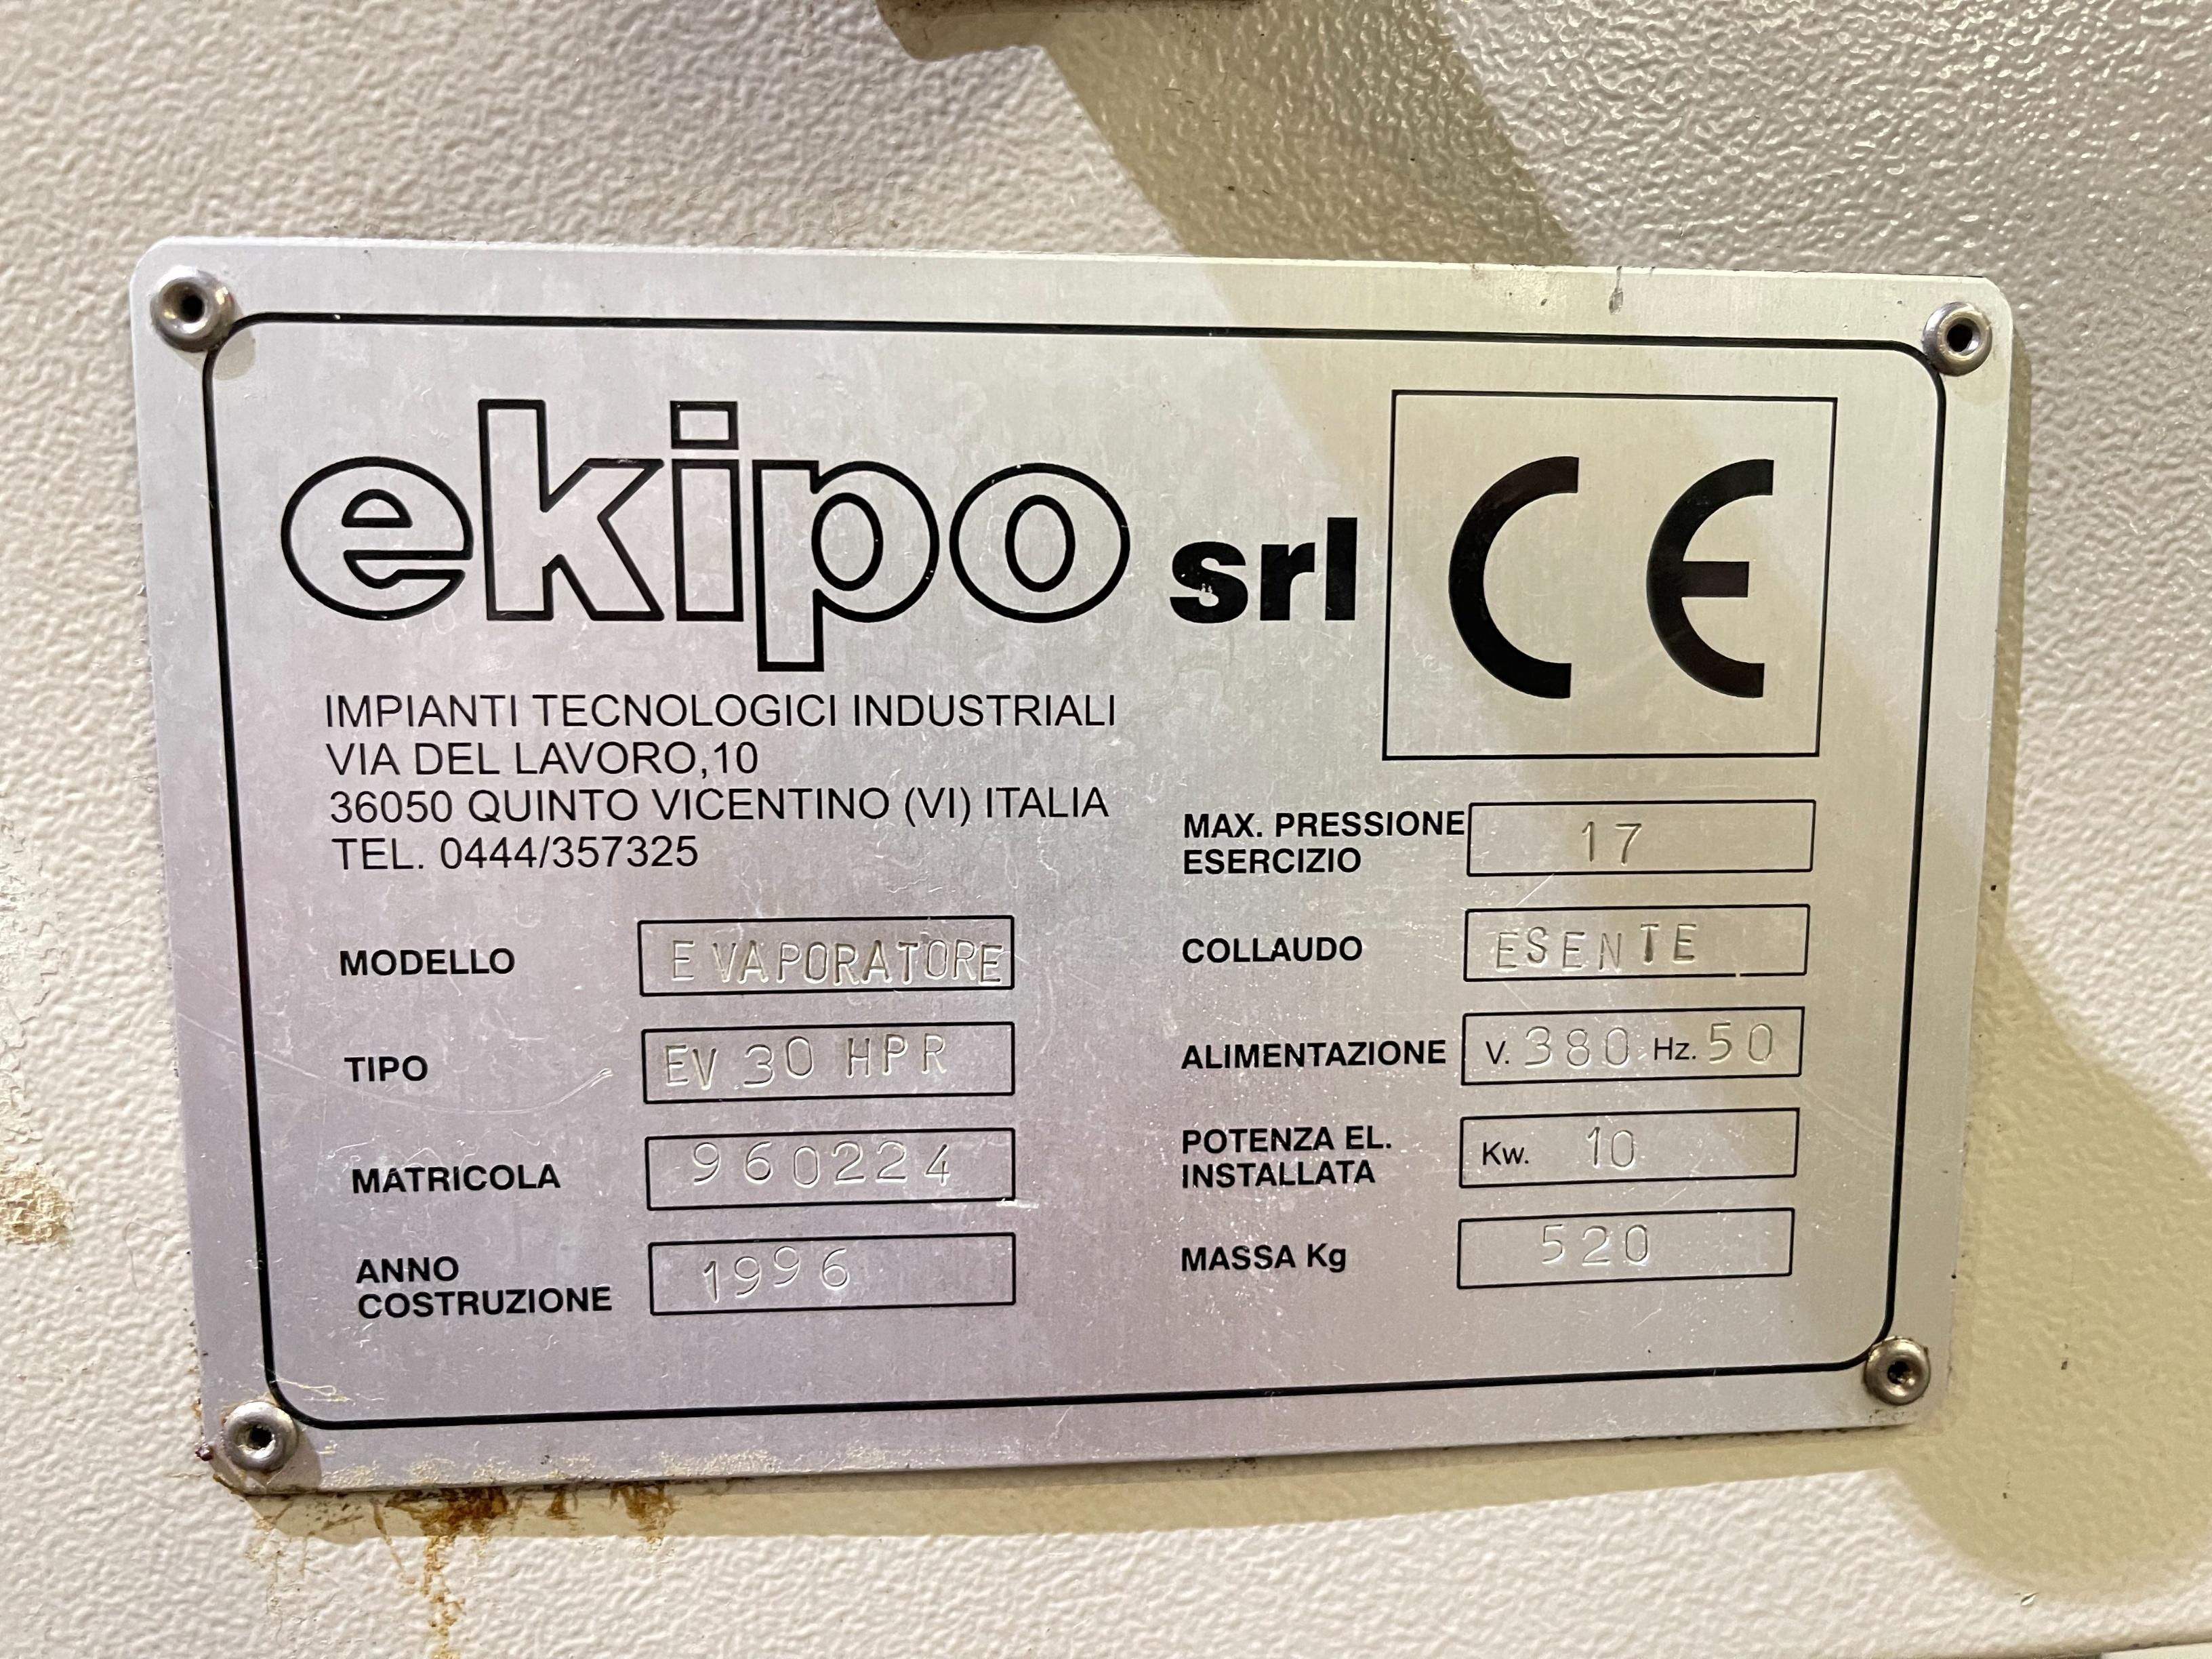 ekipo srl
CE
IMPIANTI TECNOLOGICI INDUSTRIALI
VIA DEL LAVORO,10
36050 QUINTO VICENTINO (VI) ITALIA
TEL. 0444/357325
MODELLO EVAPORATORE
TIPO EV 30 HPR
MATRICOLA 960224
ANNO
COSTRUZIONE 1996
MAX. PRESSIONE
ESERCIZIO 17
COLLAUDO ESENTE
ALIMENTAZIONE V. 380 Hz. 50
POTENZA EL.
INSTALLATA Kw. 10
MASSA Kg 520